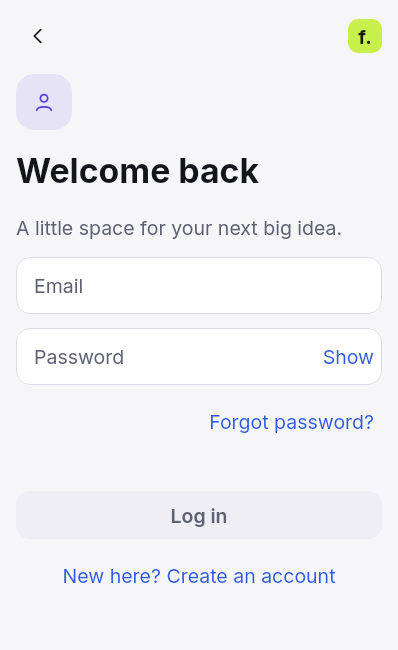 f.
Welcome back
A little space for your next big idea.
Email
Password Show
Forgot password?
Log in
New here? Create an account